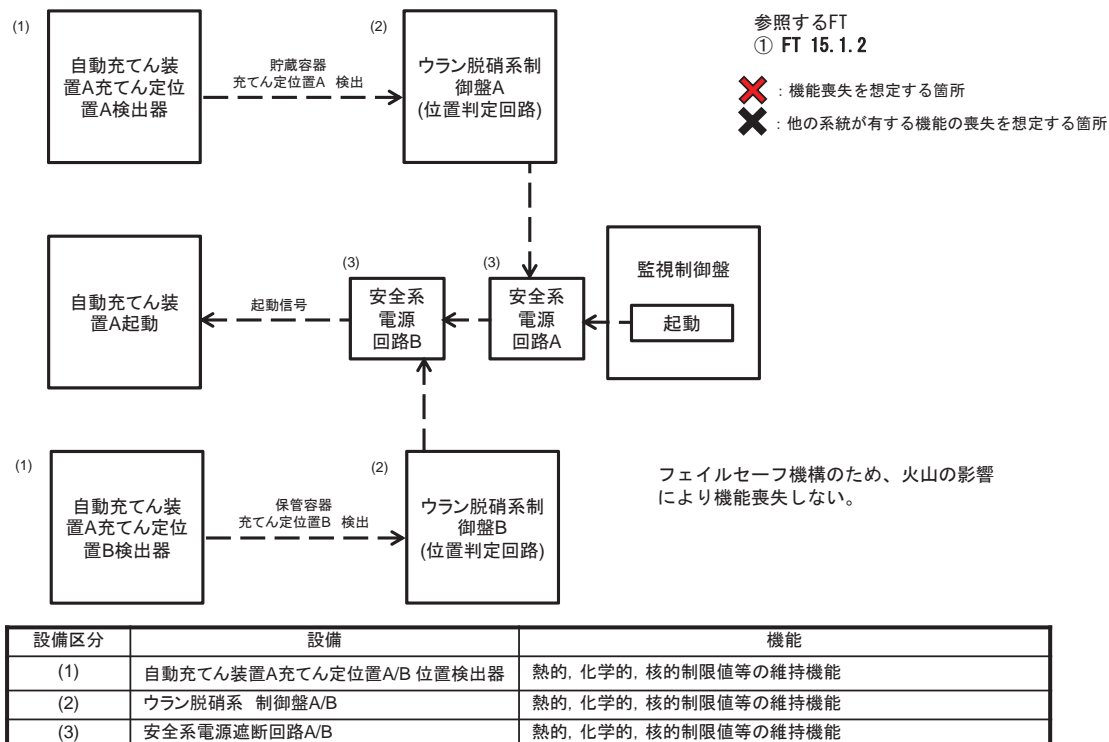 (1)
自動充てん装
置A充てん定位
置A検出器
貯蔵容器
充てん定位置A 検出
(2)
ウラン脱硝系制
御盤A
(位置判定回路)
参照するFT
① FT 15.1.2
：機能喪失を想定する箇所
：他の系統が有する機能の喪失を想定する箇所
自動充てん装
置A起動
起動信号
(3)
安全系
電源
回路B
(3)
安全系
電源
回路A
監視制御盤
起動
(1)
自動充てん装
置A充てん定位
置B検出器
保管容器
充てん定位置B 検出
(2)
ウラン脱硝系制
御盤B
(位置判定回路)
フェイルセーフ機構のため、火山の影響
により機能喪失しない。
設備区分 設備 機能
(1) 自動充てん装置A充てん定位置A/B 位置検出器 熱的, 化学的, 核的制限値等の維持機能
(2) ウラン脱硝系 制御盤A/B 熱的, 化学的, 核的制限値等の維持機能
(3) 安全系電源遮断回路A/B 熱的, 化学的, 核的制限値等の維持機能